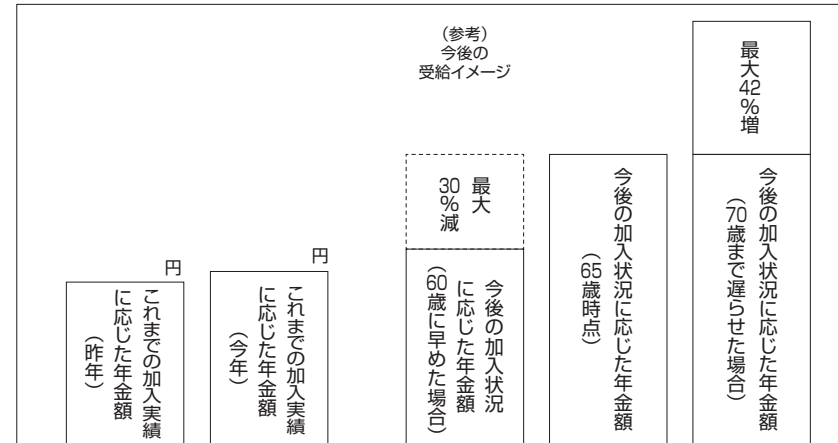 円
これまでの加入実績
に応じた年金額
（昨年）
円
これまでの加入実績
に応じた年金額
（今年）
（参考）
今後の
受給イメージ
最大
30％減
今後の加入状況
に応じた年金額
（60歳に早めた場合）
今後の加入状況に応じた年金額
（65歳時点）
最大42％増
今後の加入状況に応じた年金額
（70歳まで遅らせた場合）